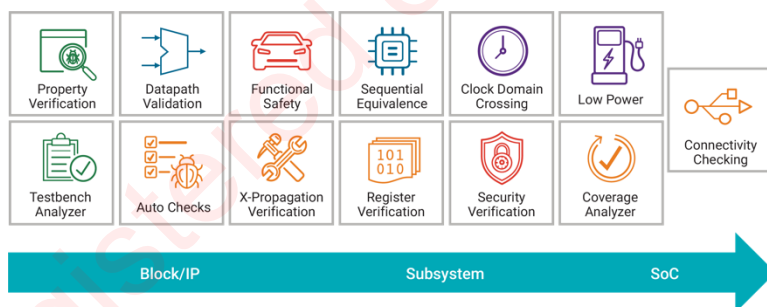 Property
Verification
Datapath
Validation
Functional
Safety
Sequential
Equivalence
Clock Domain
Crossing
Low Power
Connectivity
Checking
Testbench
Analyzer
Auto Checks
X-Propagation
Verification
101
010
Register
Verification
Security
Verification
Coverage
Analyzer
Block/IP
Subsystem
SoC